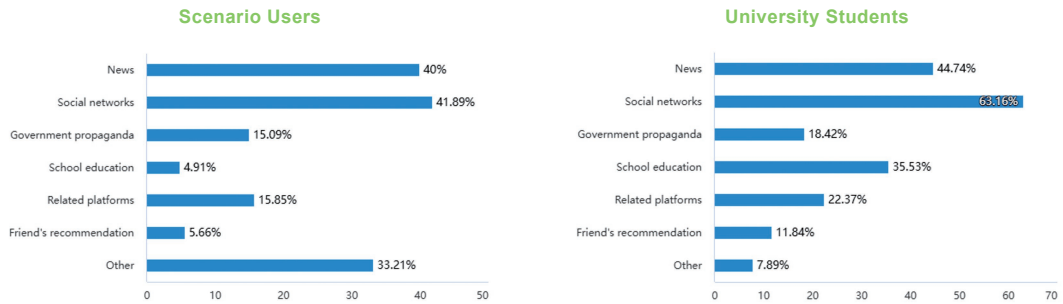 Scenario Users
News
40%
Social networks
41.89%
Government propaganda
15.09%
School education
4.91%
Related platforms
15.85%
Friend's recommendation
5.66%
Other
33.21%
0 10 20 30 40 50
University Students
News
44.74%
Social networks
63.16%
Government propaganda
18.42%
School education
35.53%
Related platforms
22.37%
Friend's recommendation
11.84%
Other
7.89%
0 10 20 30 40 50 60 70